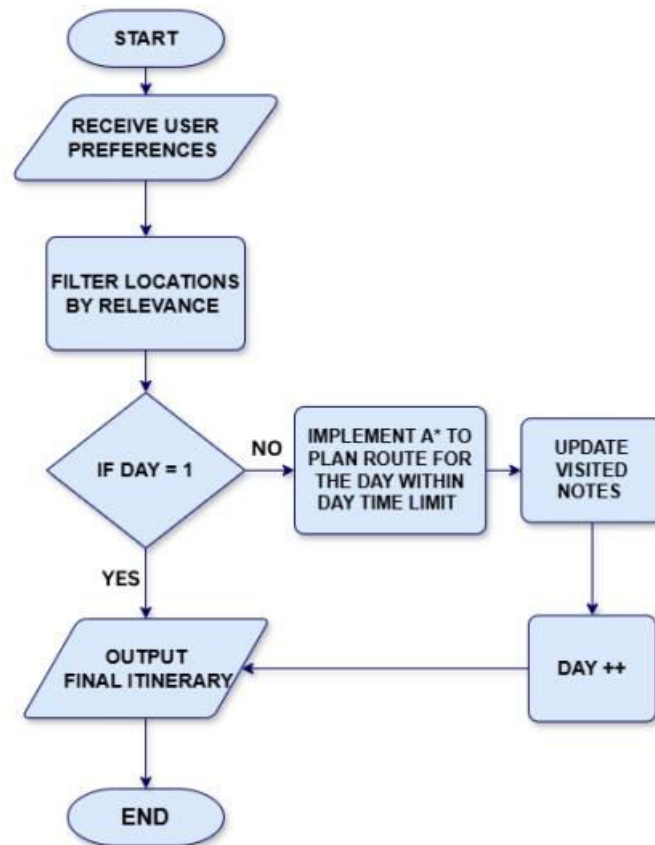 START
RECEIVE USER
PREFERENCES
FILTER LOCATIONS
BY RELEVANCE
IF DAY = 1
NO
IMPLEMENT A* TO
PLAN ROUTE FOR
THE DAY WITHIN
DAY TIME LIMIT
UPDATE
VISITED
NOTES
YES
DAY ++
OUTPUT
FINAL ITINERARY
END